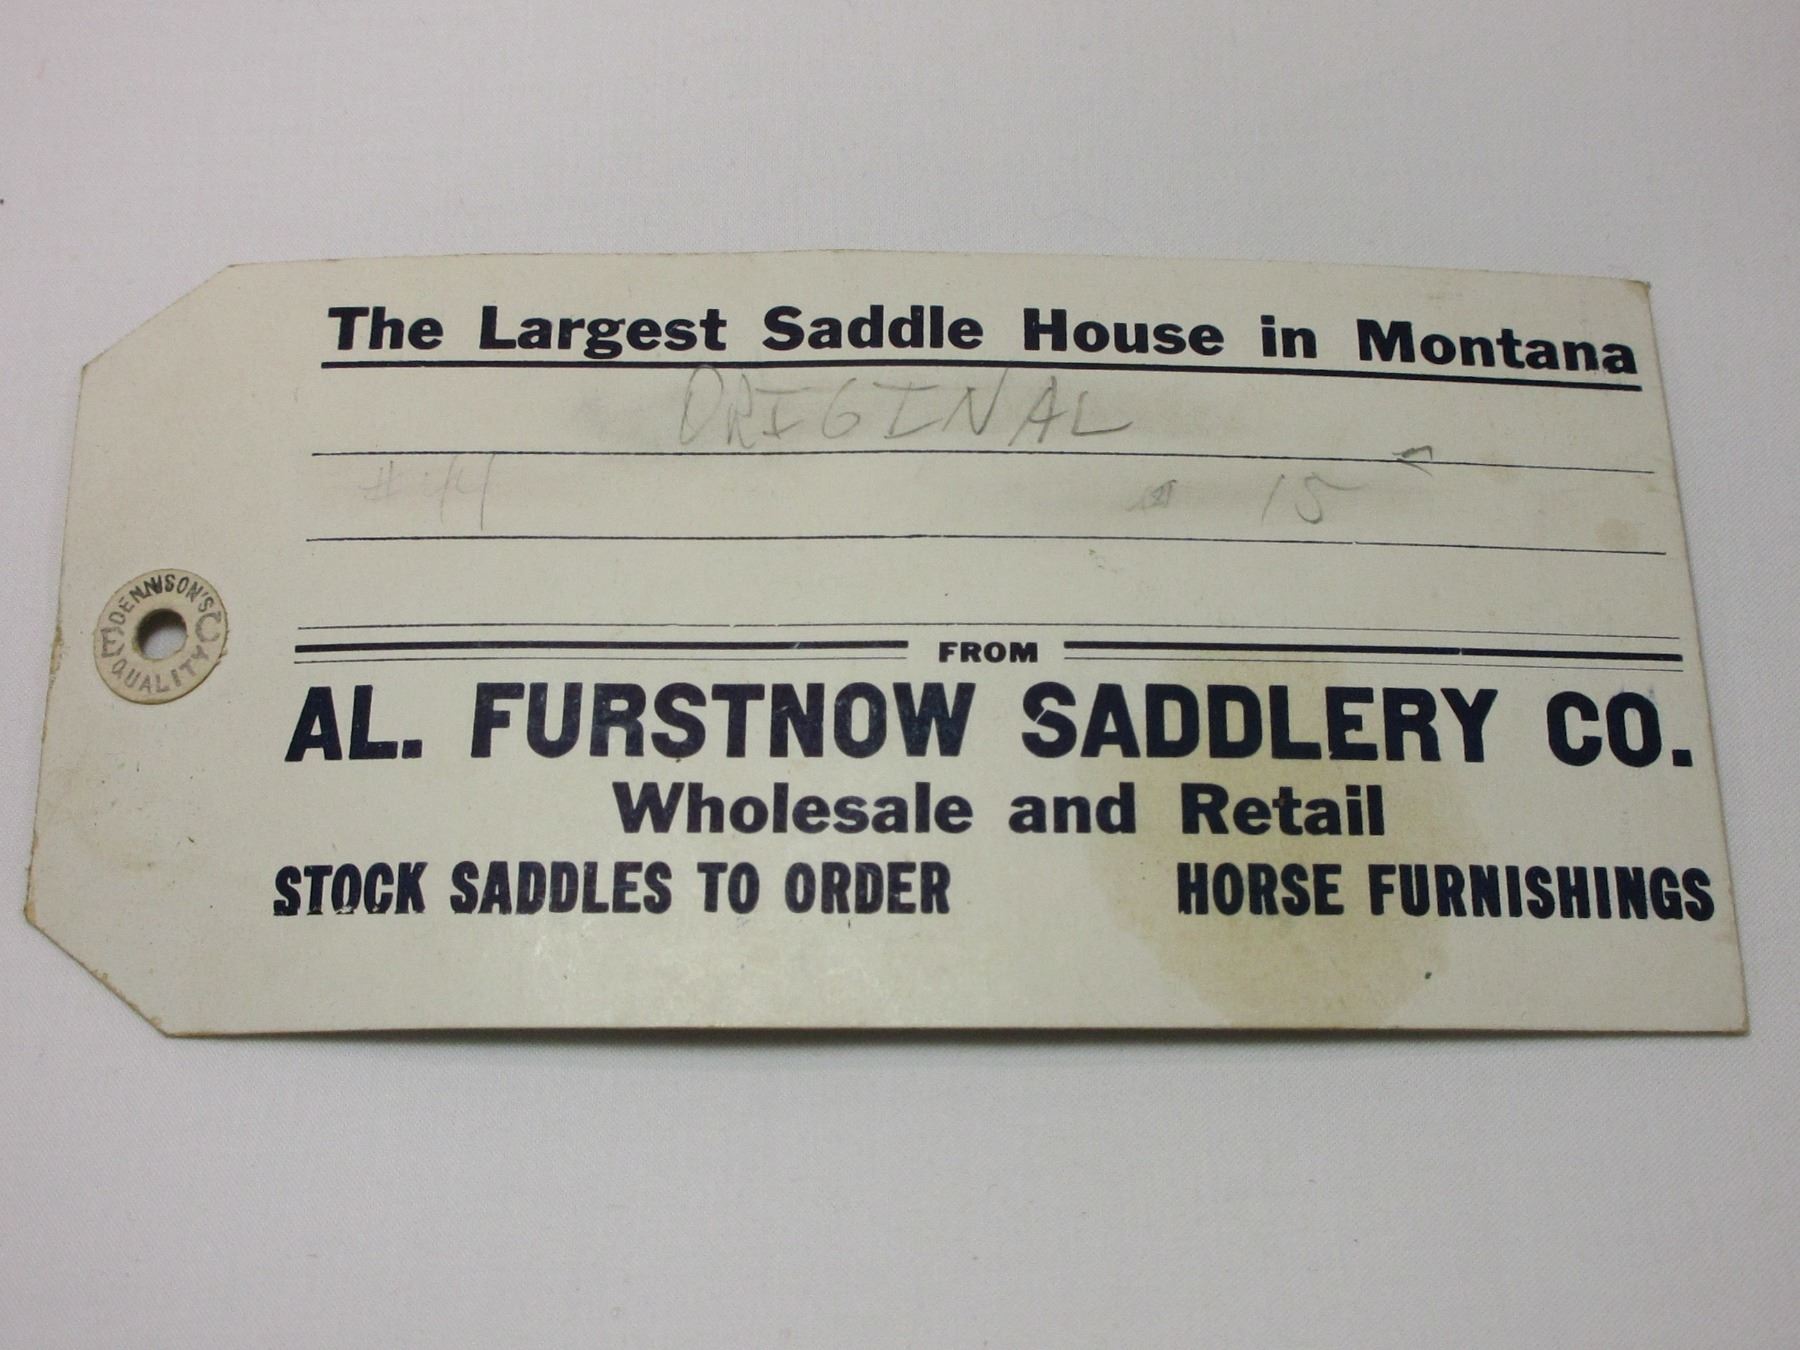 The Largest Saddle House in Montana
ORIGINAL
#44 15
DENNISON'S QUALITY
FROM
AL. FURSTNOW SADDLERY CO.
Wholesale and Retail
STOCK SADDLES TO ORDER HORSE FURNISHINGS